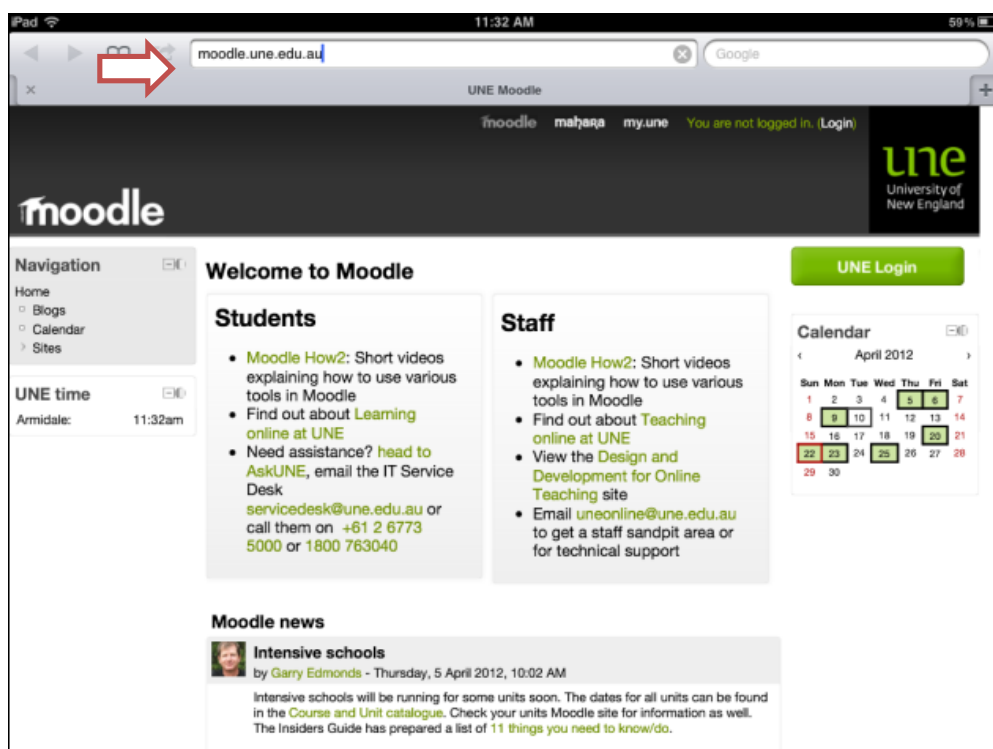 iPad 11:32 AM 59%
moodle.une.edu.au Google
UNE Moodle
moodle mahara my.une You are not logged in. (Login)
une
University of
New England
moodle
Navigation
Home
Blogs
Calendar
Sites
UNE time
Armidale: 11:32am
Welcome to Moodle
Students
• Moodle How2: Short videos
explaining how to use various
tools in Moodle
• Find out about Learning
online at UNE
• Need assistance? head to
AskUNE, email the IT Service
Desk
servicedesk@une.edu.au or
call them on +61 2 6773
5000 or 1800 763040
Staff
• Moodle How2: Short videos
explaining how to use various
tools in Moodle
• Find out about Teaching
online at UNE
• View the Design and
Development for Online
Teaching site
• Email uneonline@une.edu.au
to get a staff sandpit area or
for technical support
UNE Login
Calendar
‹ April 2012 ›
Sun Mon Tue Wed Thu Fri Sat
1 2 3 4 5 6 7
8 9 10 11 12 13 14
15 16 17 18 19 20 21
22 23 24 25 26 27 28
29 30
Moodle news
Intensive schools
by Garry Edmonds - Thursday, 5 April 2012, 10:02 AM
Intensive schools will be running for some units soon. The dates for all units can be found
in the Course and Unit catalogue. Check your units Moodle site for information as well.
The Insiders Guide has prepared a list of 11 things you need to know/do.